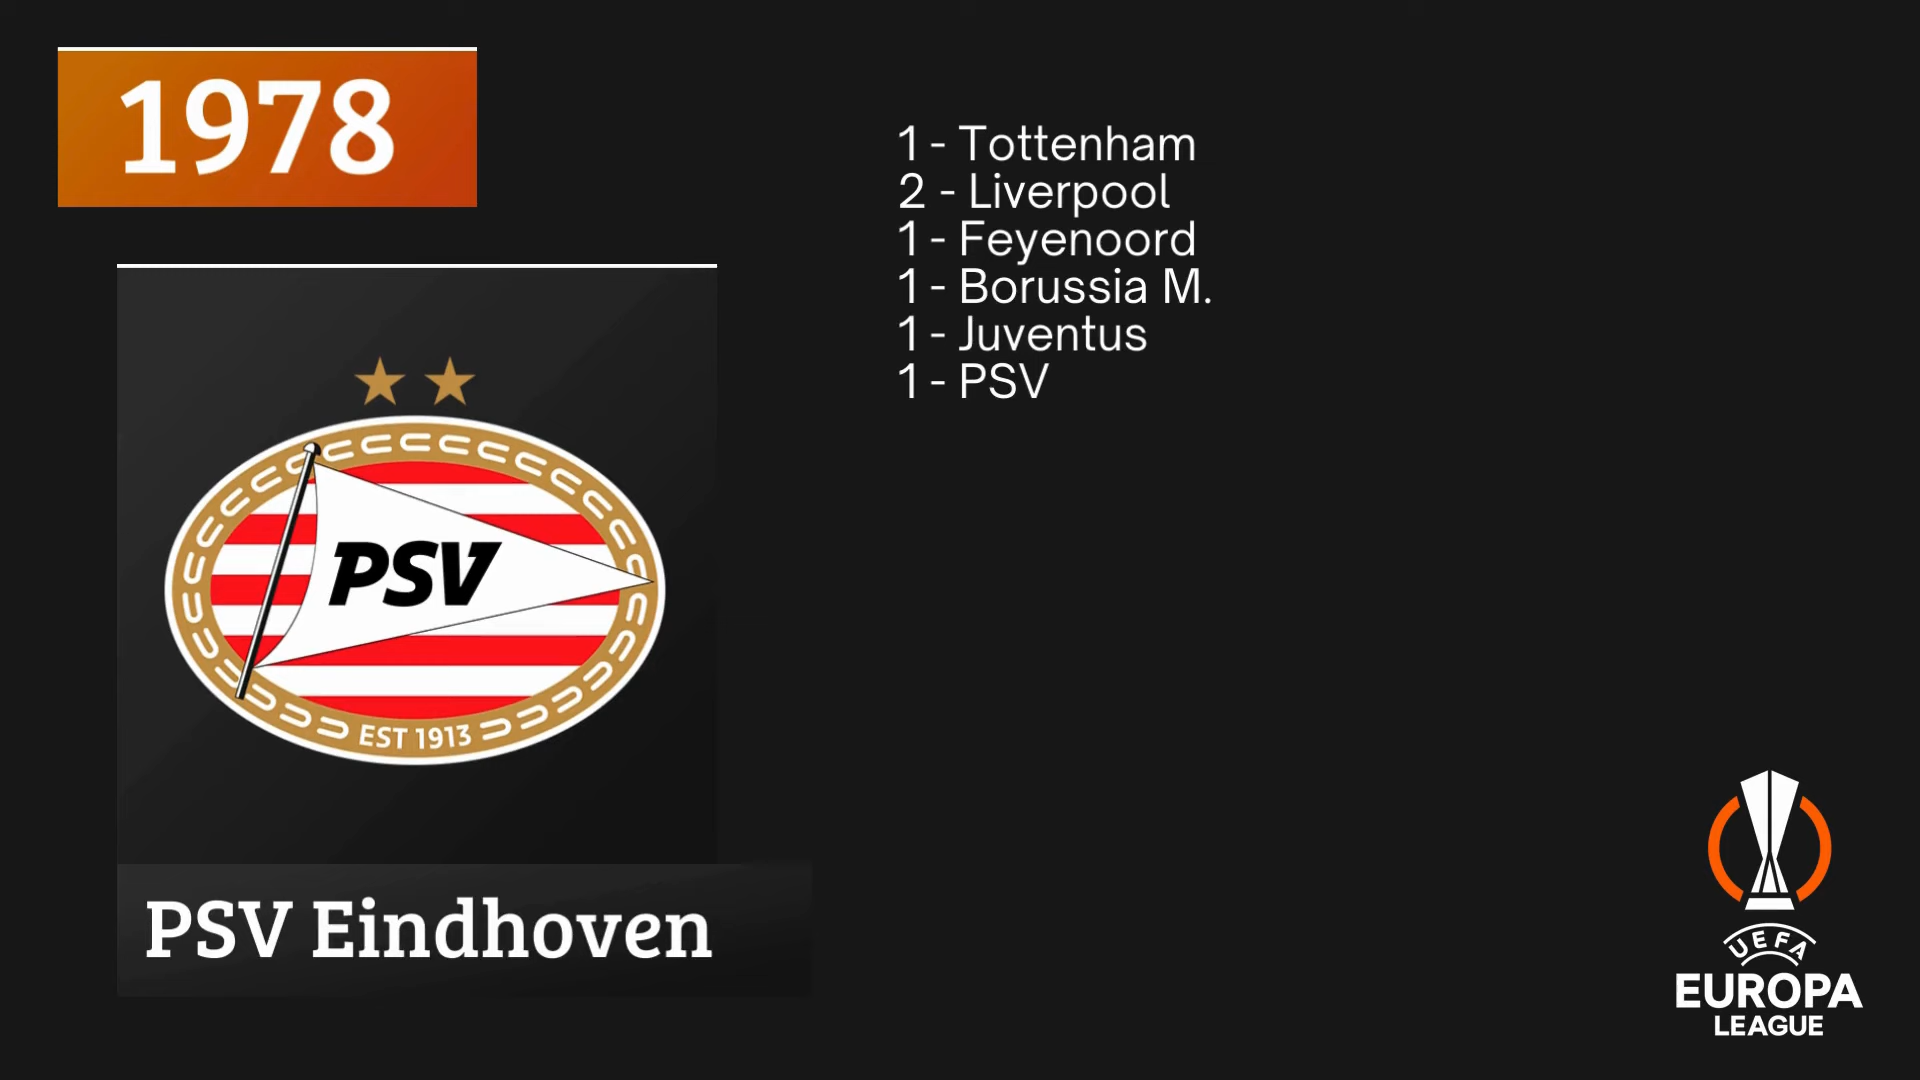 1978
1 - Tottenham
2 - Liverpool
1 - Feyenoord
1 - Borussia M.
1 - Juventus
1 - PSV
PSV
EST 1913
PSV Eindhoven
UEFA
EUROPA
LEAGUE